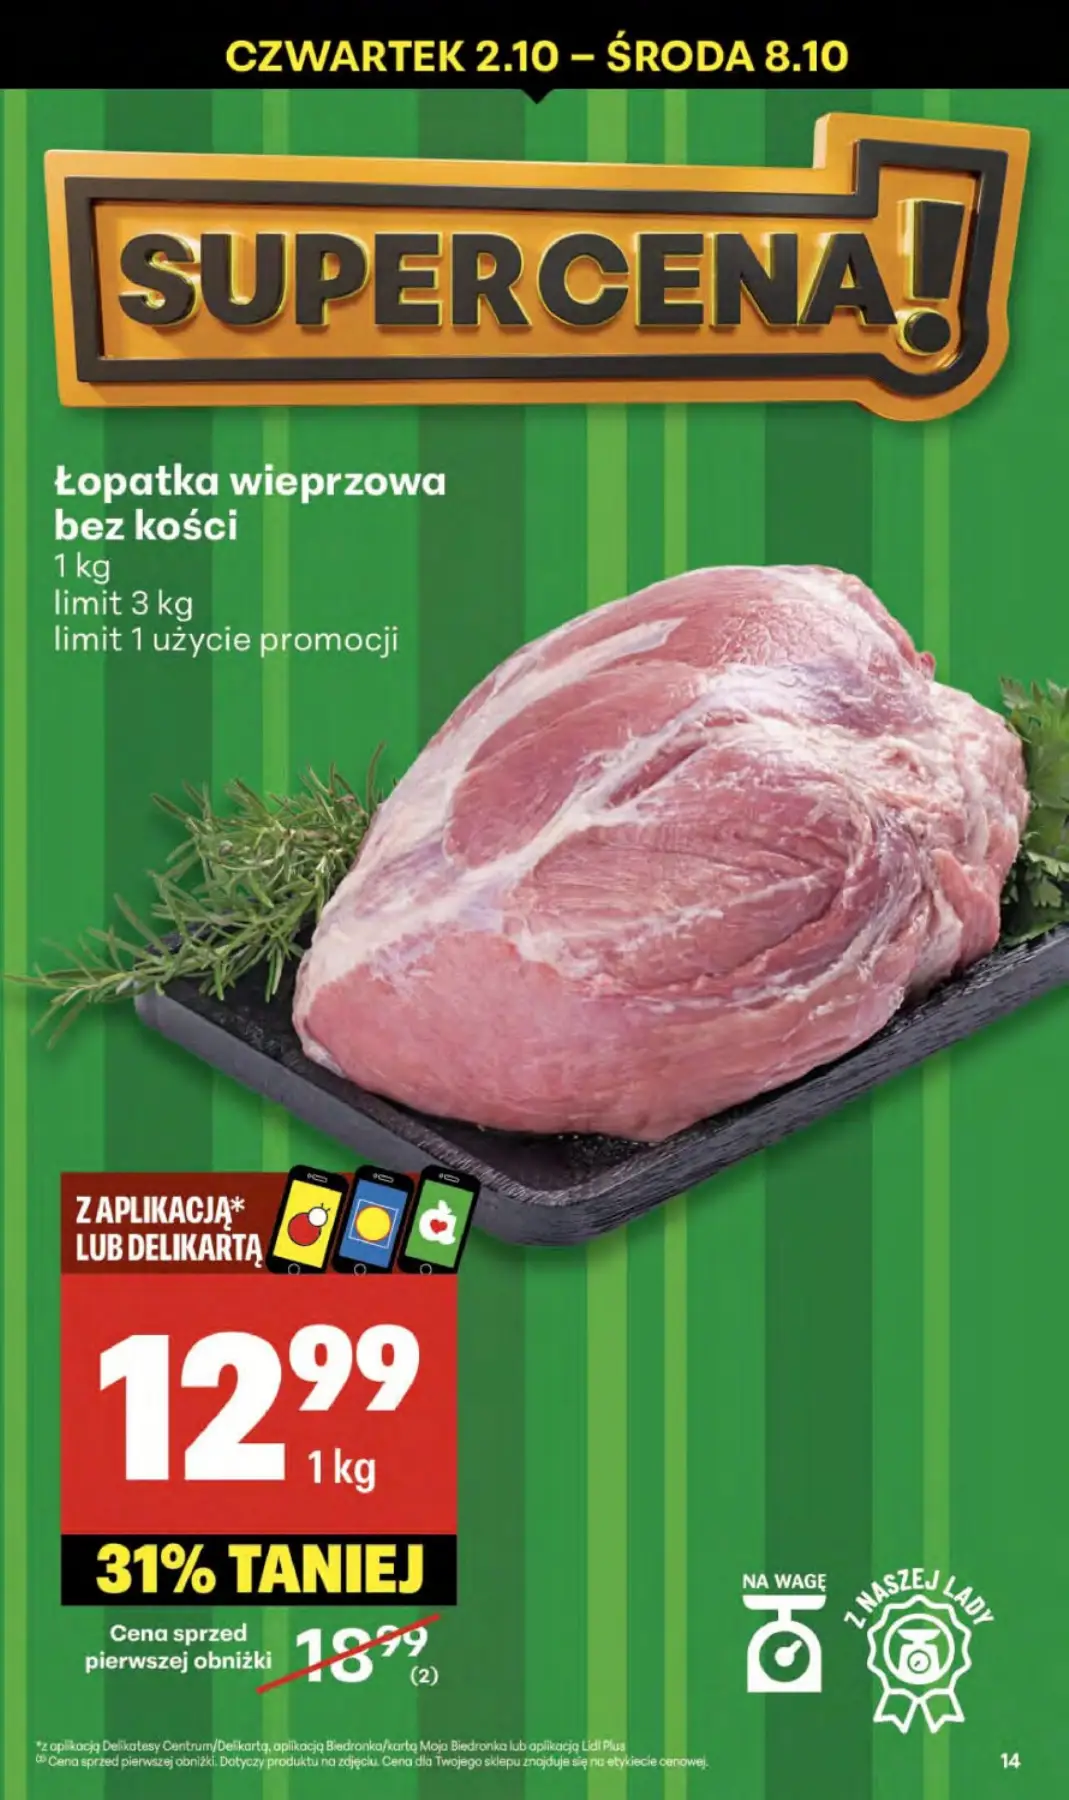 CZWARTEK 2.10 – ŚRODA 8.10
SUPERCENA!
Łopatka wieprzowa
bez kości
1 kg
limit 3 kg
limit 1 użycie promocji
Z APLIKACJĄ*
LUB DELIKARTĄ
12 99
1 kg
31% TANIEJ
Cena sprzed
pierwszej obniżki
18 99
(2)
NA WAGĘ
Z NASZEJ LADY
*z aplikacją Delikatesy Centrum/Delikartą, aplikacją Biedronka/kartą Moja Biedronka lub aplikacją Lidl Plus
(2) Cena sprzed pierwszej obniżki. Dotyczy produktu na zdjęciu. Cena dla Twojego sklepu znajduje się na etykiecie cenowej.
14